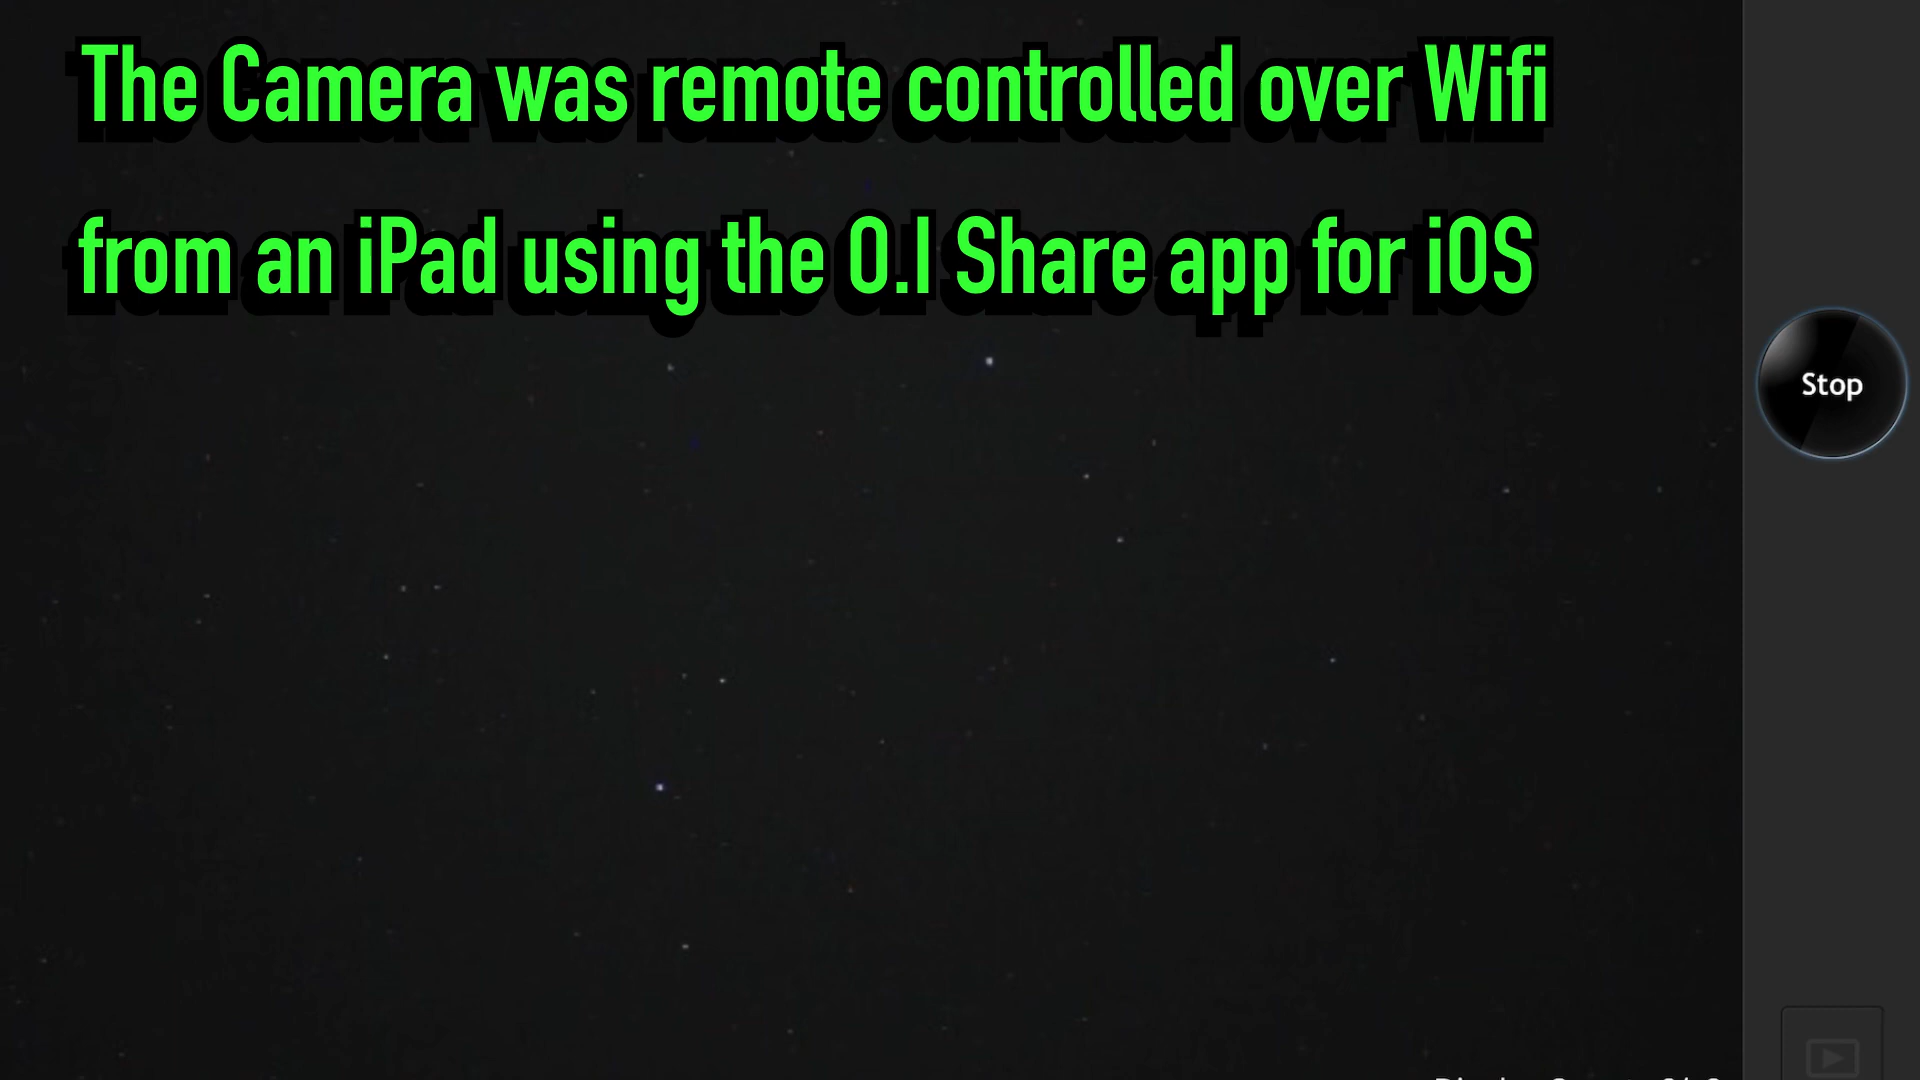 The Camera was remote controlled over Wifi
from an iPad using the O.I Share app for iOS
Stop